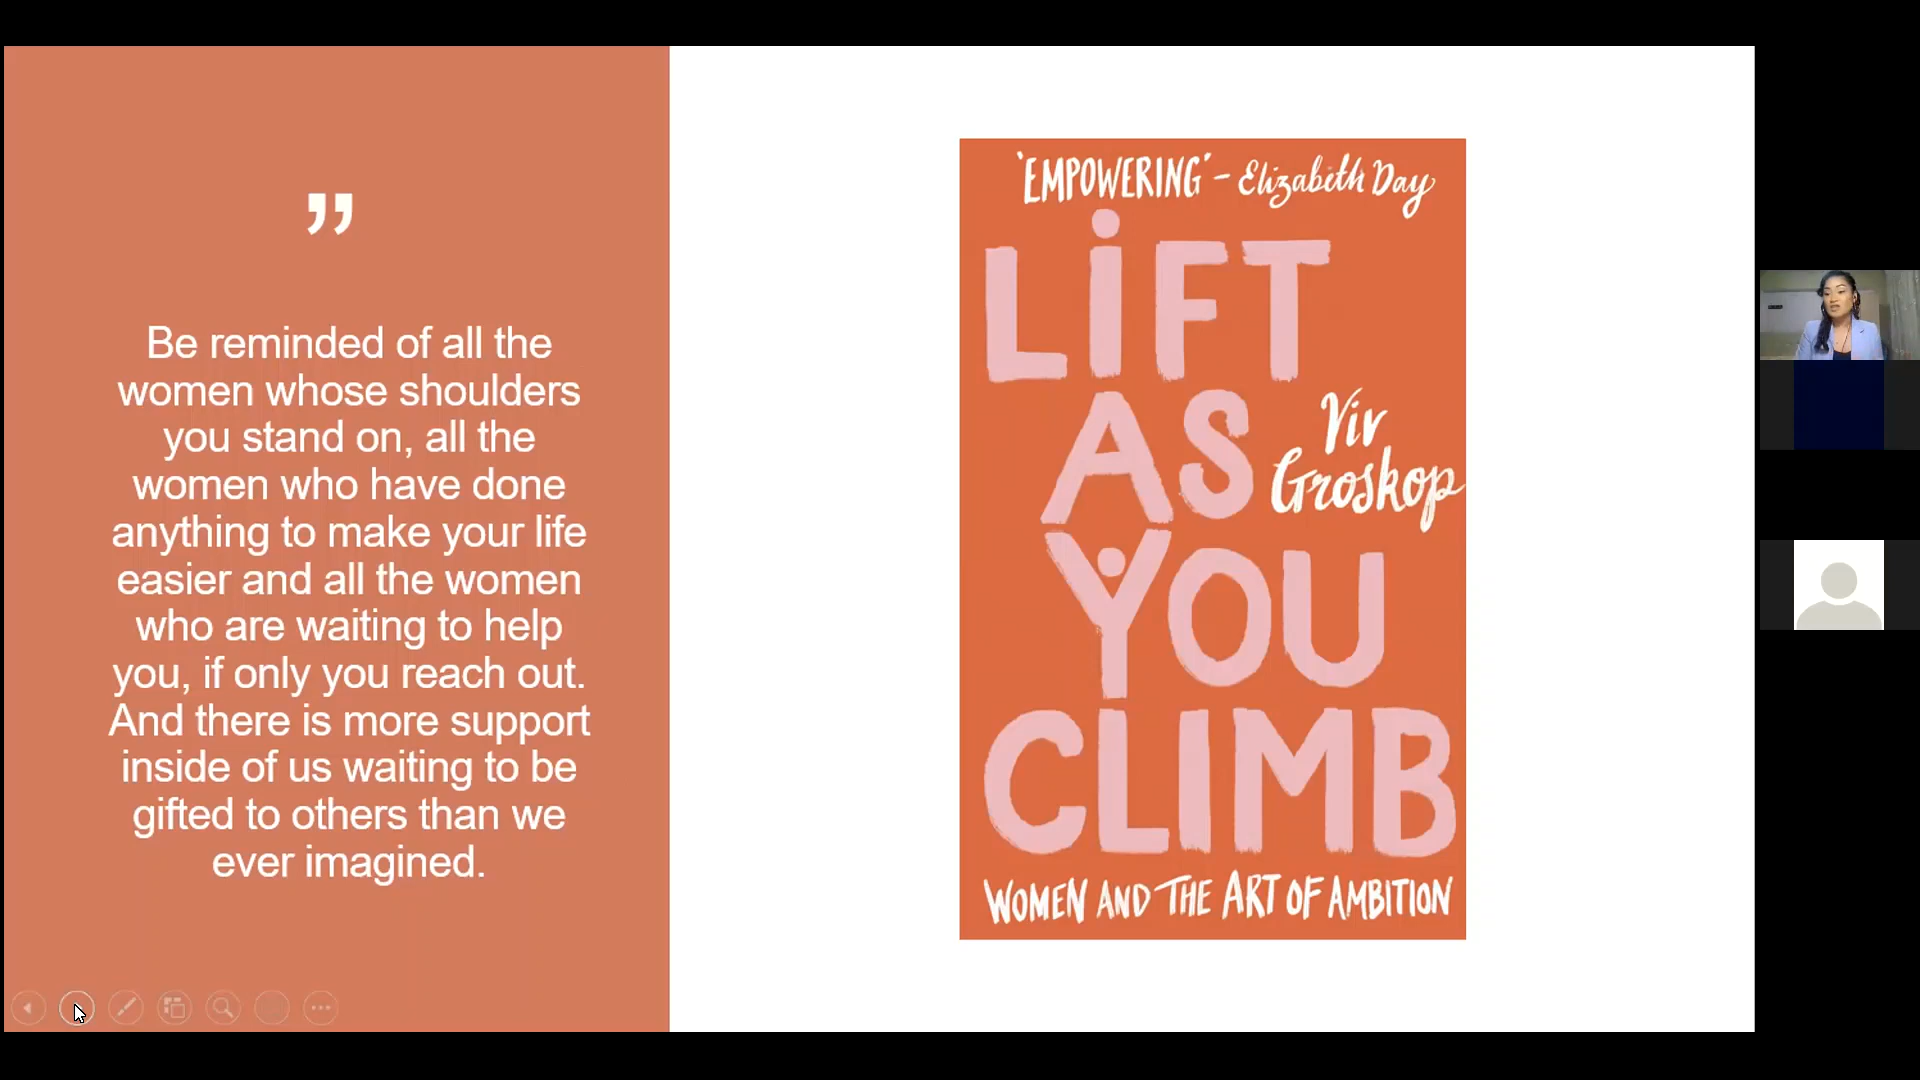 ”
Be reminded of all the
women whose shoulders
you stand on, all the
women who have done
anything to make your life
easier and all the women
who are waiting to help
you, if only you reach out.
And there is more support
inside of us waiting to be
gifted to others than we
ever imagined.
'EMPOWERING' – Elizabeth Day
LiFT
AS
Viv
Groskop
YOU
CLIMB
WOMEN AND THE ART OF AMBITION